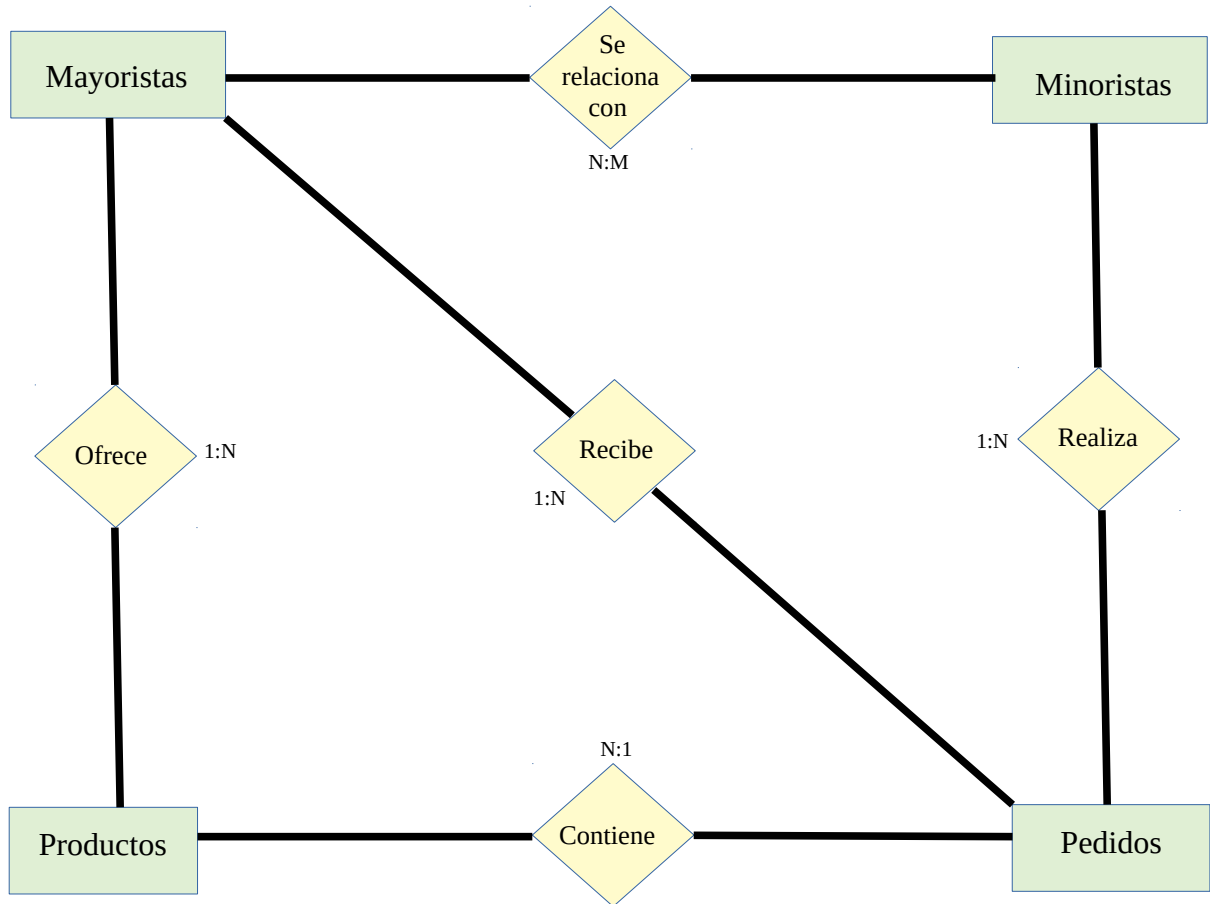 Mayoristas
Se
relaciona
con
Minoristas
N:M
Ofrece
1:N
Recibe
1:N
1:N
Realiza
N:1
Productos
Contiene
Pedidos